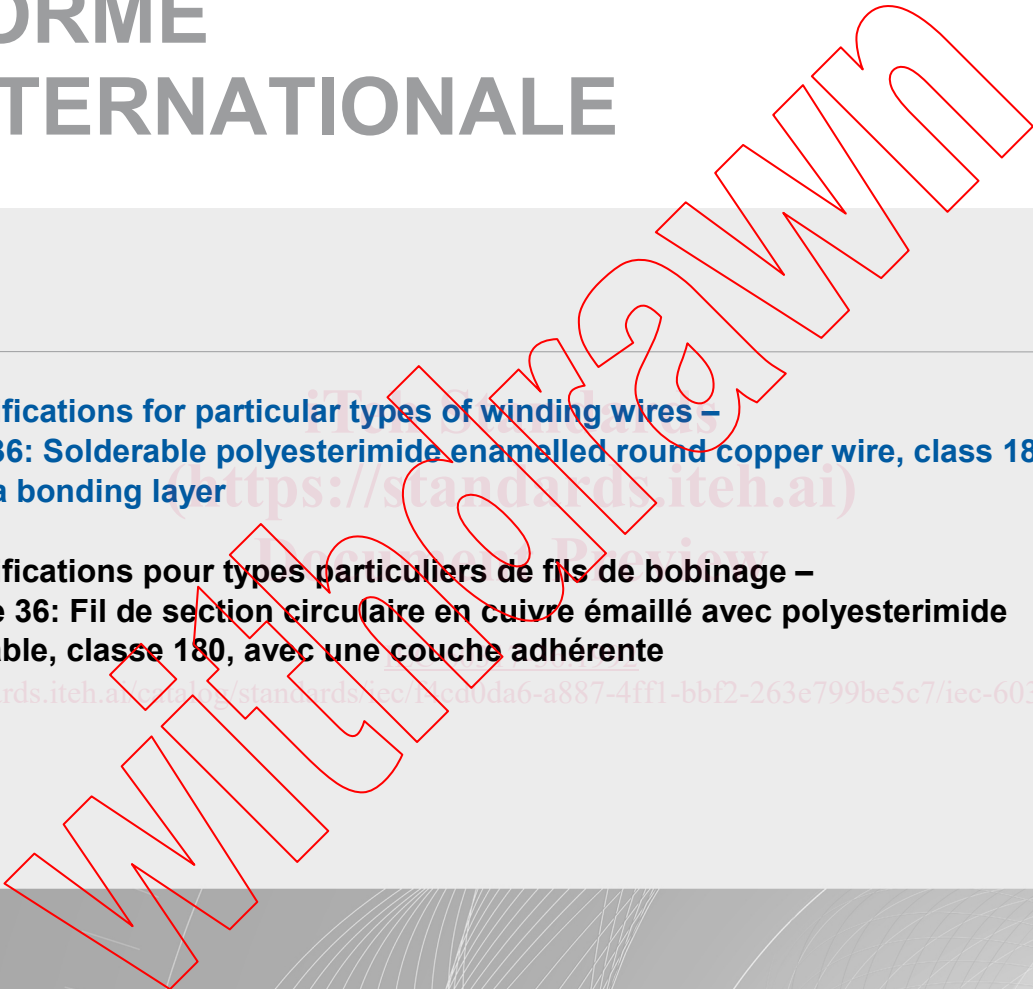 ORME
TERNATIONALE
ifications for particular types of winding wires –
36: Solderable polyesterimide enamelled round copper wire, class 18
a bonding layer
ifications pour types particuliers de fils de bobinage –
e 36: Fil de section circulaire en cuivre émaillé avec polyesterimide
able, classe 180, avec une couche adhérente
iTeh Standards
(https://standards.iteh.ai)
Document Preview
rds.iteh.ai/catalog/standards/iec/f4cd0da6-a887-4ff1-bbf2-263e799be5c7/iec-603
withdrawn